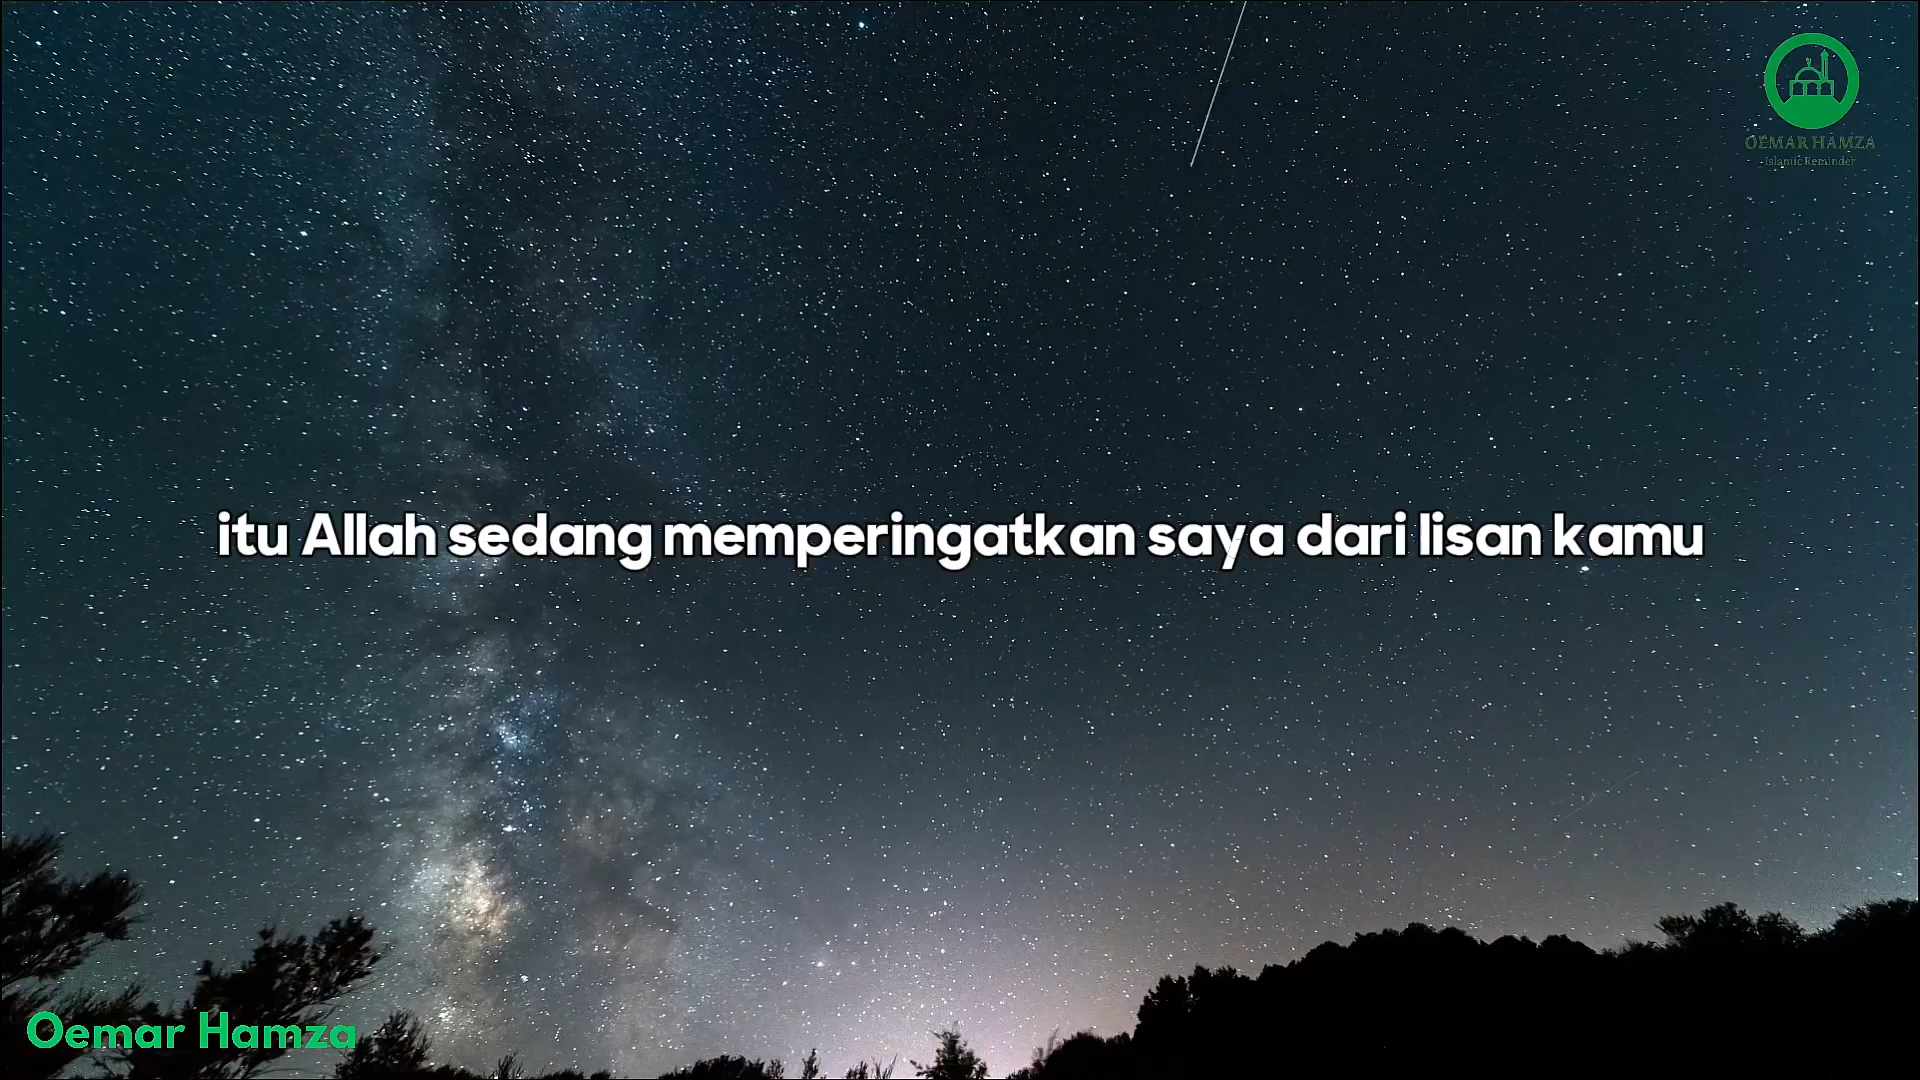 OEMAR HAMZA
-Islamic Reminder
itu Allah sedang memperingatkan saya dari lisan kamu
Oemar Hamza